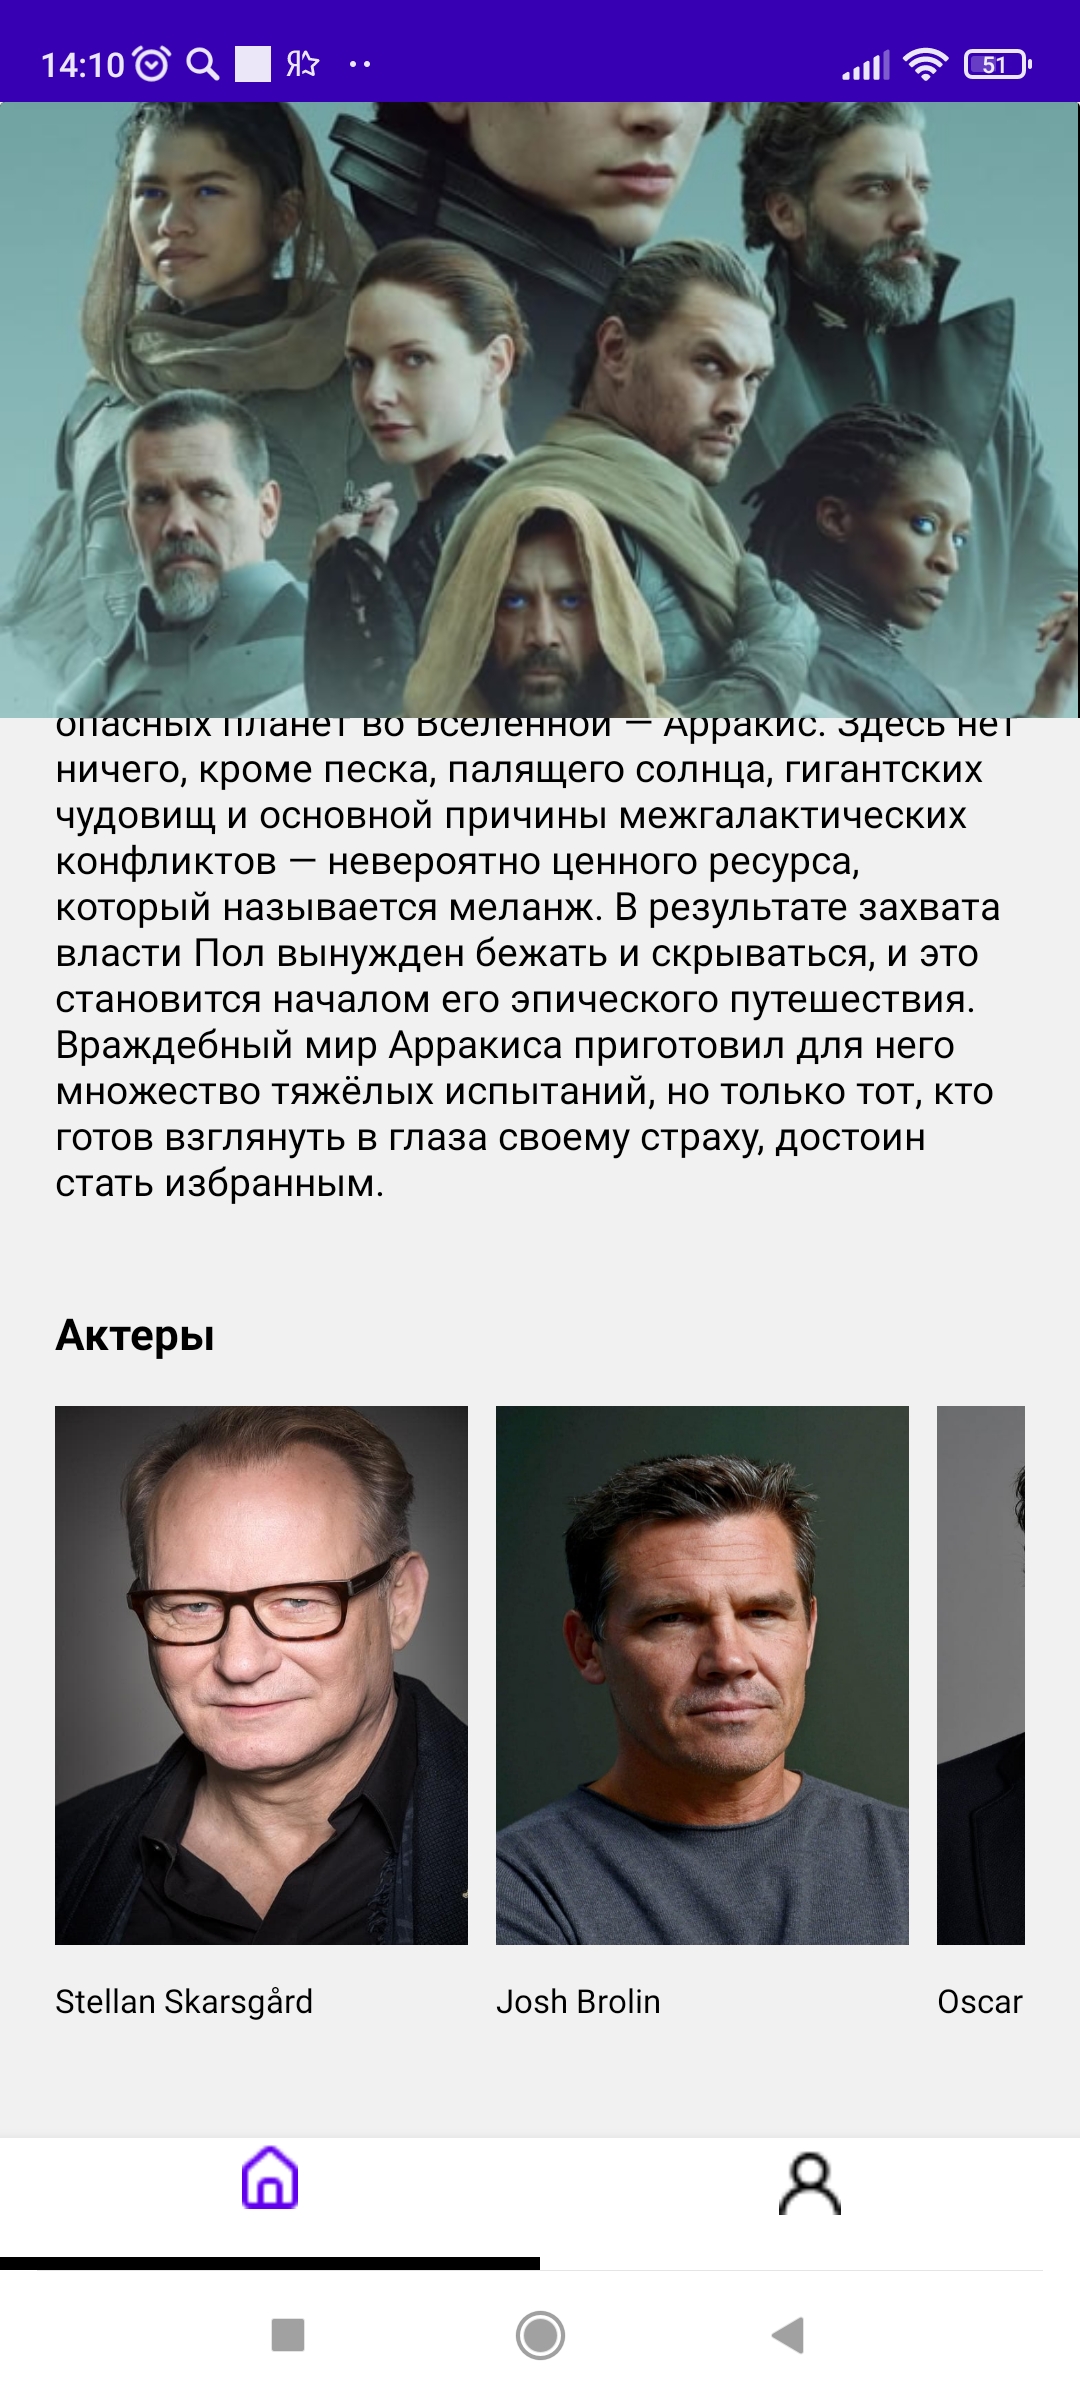 14:10 Я 51
опасных планет во Вселенной — Арракис. Здесь нет
ничего, кроме песка, палящего солнца, гигантских
чудовищ и основной причины межгалактических
конфликтов — невероятно ценного ресурса,
который называется меланж. В результате захвата
власти Пол вынужден бежать и скрываться, и это
становится началом его эпического путешествия.
Враждебный мир Арракиса приготовил для него
множество тяжёлых испытаний, но только тот, кто
готов взглянуть в глаза своему страху, достоин
стать избранным.
Актеры
Stellan Skarsgård
Josh Brolin
Oscar